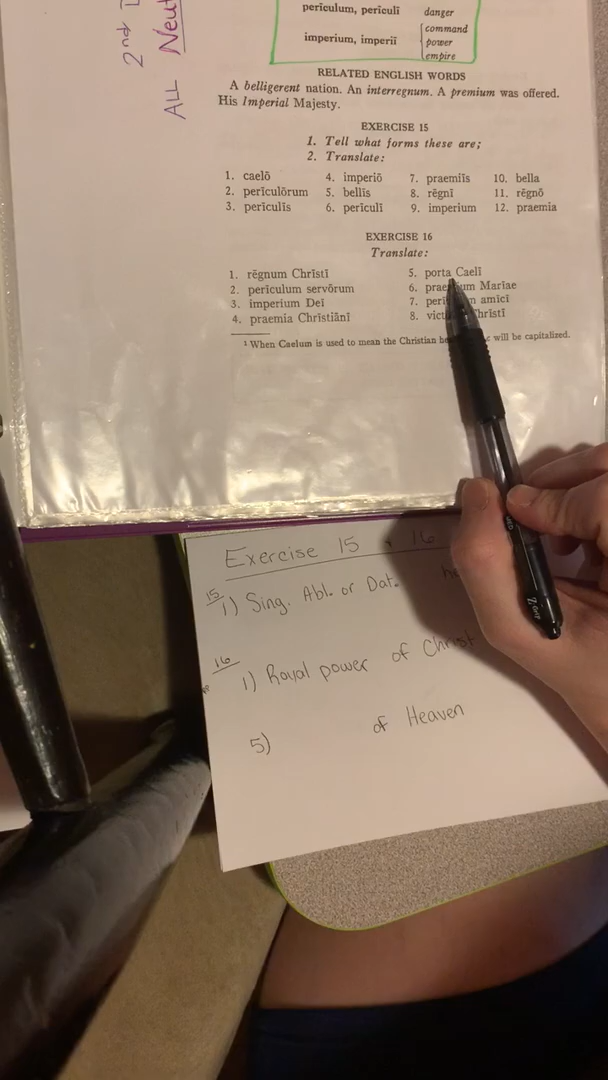 2nd
ALL Neut
perīculum, perīculī danger
imperium, imperiī command
power
empire
RELATED ENGLISH WORDS
A belligerent nation. An interregnum. A premium was offered.
His Imperial Majesty.
EXERCISE 15
1. Tell what forms these are;
2. Translate:
1. caelō 4. imperiō 7. praemiīs 10. bella
2. perīculōrum 5. bellīs 8. rēgnī 11. rēgnō
3. perīculīs 6. perīculī 9. imperium 12. praemia
EXERCISE 16
Translate:
1. rēgnum Christī 5. porta Caelī
2. perīculum servōrum 6. Mariae
3. imperium Deī 7. amīcī
4. praemia Christiānī 8.
¹ When Caelum is used to mean the Christian will be capitalized.
Exercise 15, 16
15/ 1) Sing. Abl. or Dat.
16/ 1) Royal power of Christ
5) of Heaven